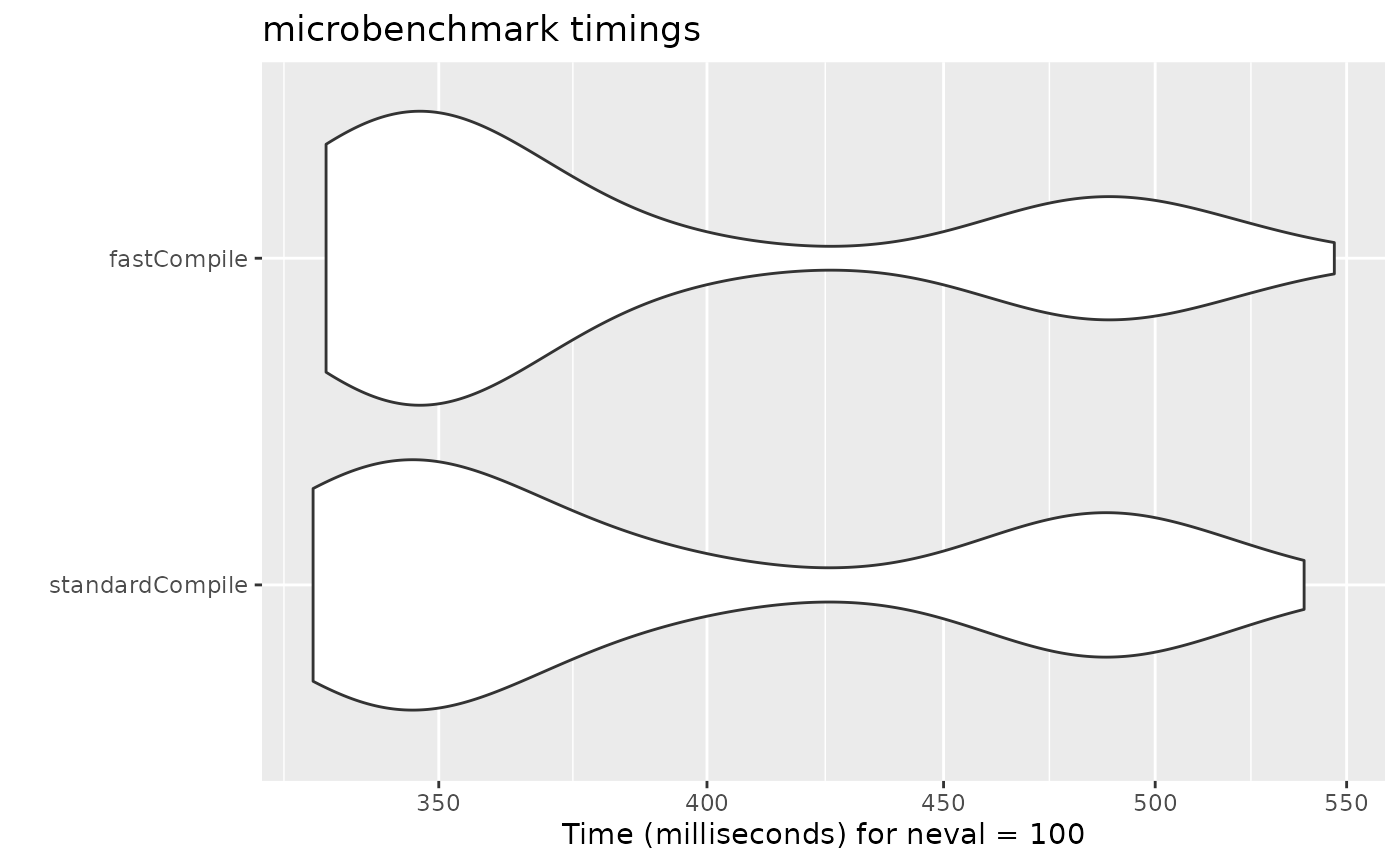 microbenchmark timings
fastCompile
standardCompile
350 400 450 500 550
Time (milliseconds) for neval = 100